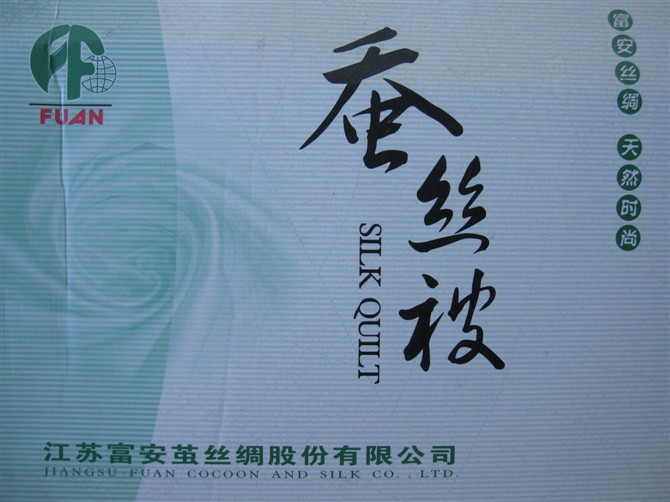 FUAN
蚕丝被
SILK QUILT
富安丝绸 天然时尚
江苏富安茧丝绸股份有限公司
JIANGSU-FUAN COCOON AND SILK CO., LTD.